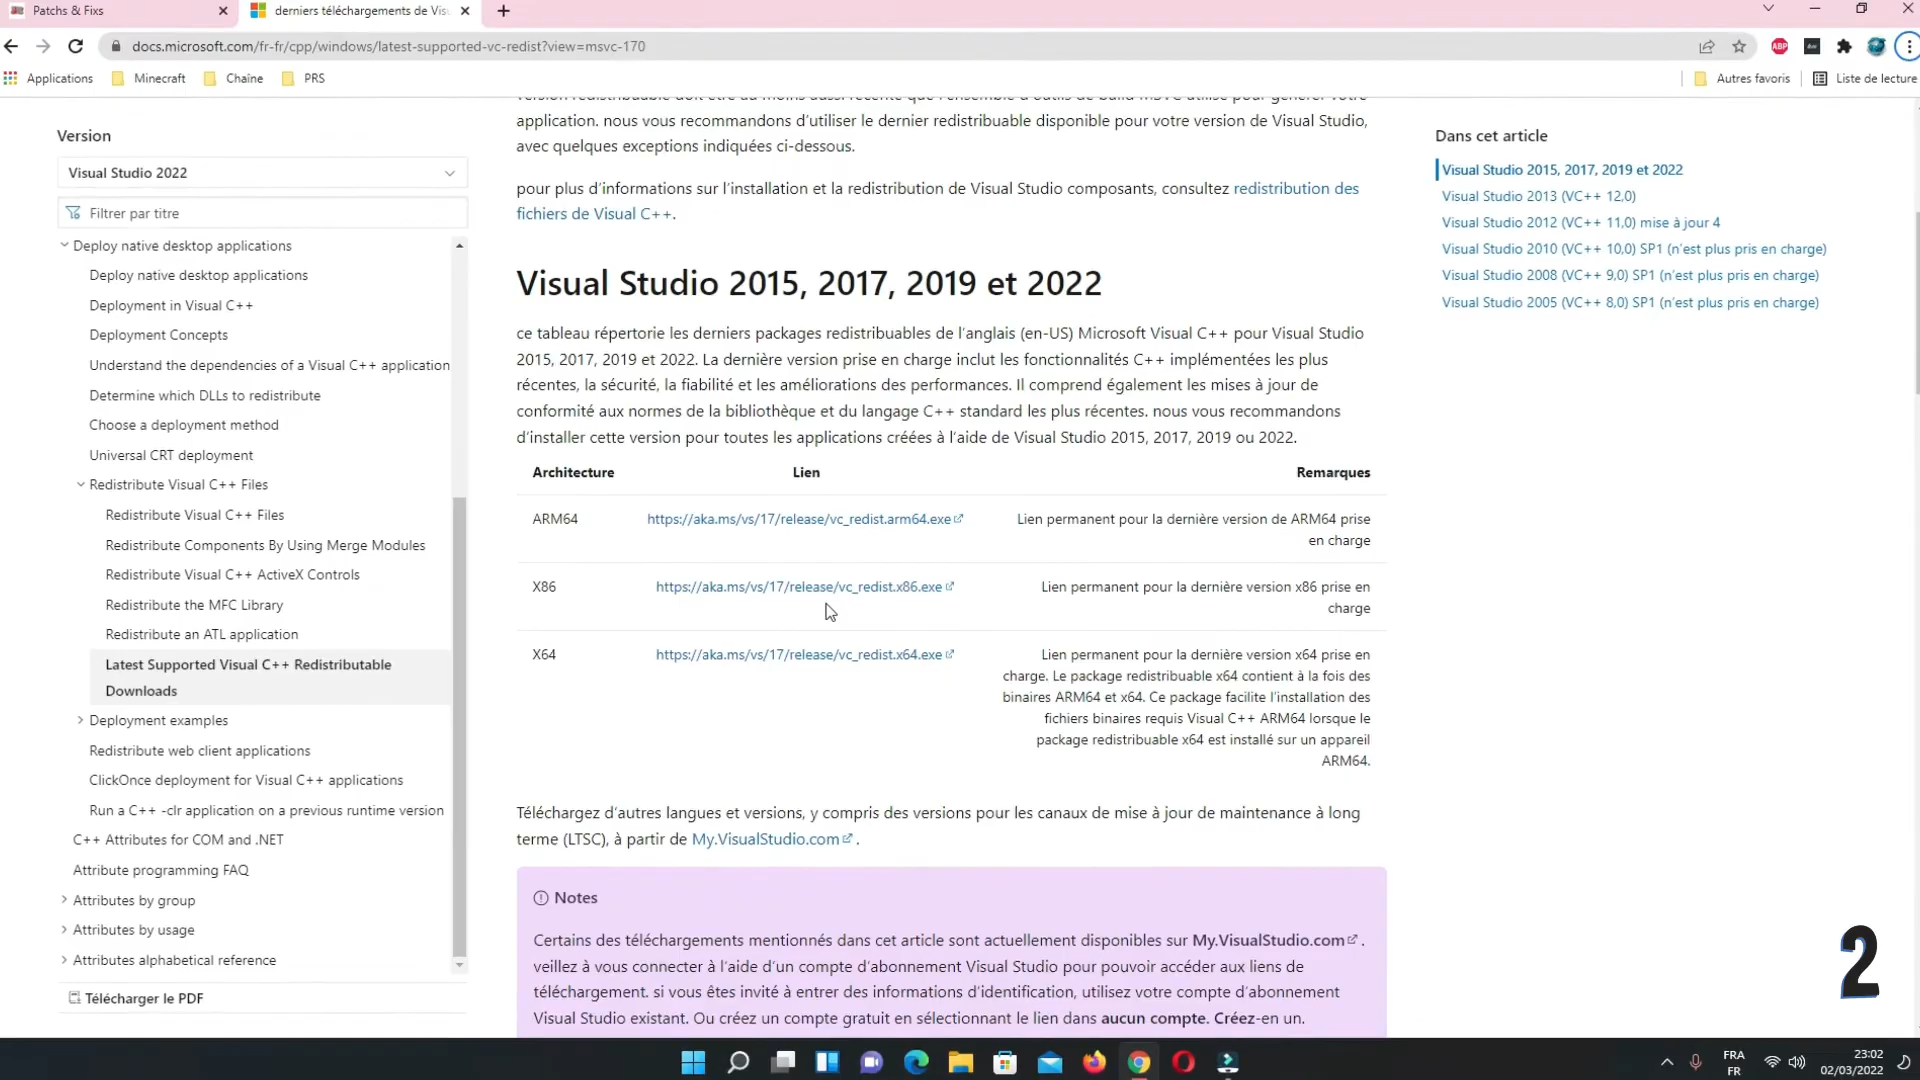 Patchs & Fixs
derniers téléchargements de Vis
docs.microsoft.com/fr-fr/cpp/windows/latest-supported-vc-redist?view=msvc-170
ABP
Applications
Minecraft
Chaîne
PRS
Autres favoris
Liste de lecture
Version
Visual Studio 2022
Filtrer par titre
Deploy native desktop applications
Deploy native desktop applications
Deployment in Visual C++
Deployment Concepts
Understand the dependencies of a Visual C++ application
Determine which DLLs to redistribute
Choose a deployment method
Universal CRT deployment
Redistribute Visual C++ Files
Redistribute Visual C++ Files
Redistribute Components By Using Merge Modules
Redistribute Visual C++ ActiveX Controls
Redistribute the MFC Library
Redistribute an ATL application
Latest Supported Visual C++ Redistributable
Downloads
Deployment examples
Redistribute web client applications
ClickOnce deployment for Visual C++ applications
Run a C++ -clr application on a previous runtime version
C++ Attributes for COM and .NET
Attribute programming FAQ
Attributes by group
Attributes by usage
Attributes alphabetical reference
Télécharger le PDF
version redistribuable doit être au moins aussi récente que l'ensemble d'outils de build MSVC utilisé pour générer votre
application. nous vous recommandons d'utiliser le dernier redistribuable disponible pour votre version de Visual Studio,
avec quelques exceptions indiquées ci-dessous.
pour plus d'informations sur l'installation et la redistribution de Visual Studio composants, consultez redistribution des
fichiers de Visual C++.
Visual Studio 2015, 2017, 2019 et 2022
ce tableau répertorie les derniers packages redistribuables de l'anglais (en-US) Microsoft Visual C++ pour Visual Studio
2015, 2017, 2019 et 2022. La dernière version prise en charge inclut les fonctionnalités C++ implémentées les plus
récentes, la sécurité, la fiabilité et les améliorations des performances. Il comprend également les mises à jour de
conformité aux normes de la bibliothèque et du langage C++ standard les plus récentes. nous vous recommandons
d'installer cette version pour toutes les applications créées à l'aide de Visual Studio 2015, 2017, 2019 ou 2022.
Architecture Lien Remarques
ARM64 https://aka.ms/vs/17/release/vc_redist.arm64.exe Lien permanent pour la dernière version de ARM64 prise
en charge
X86 https://aka.ms/vs/17/release/vc_redist.x86.exe Lien permanent pour la dernière version x86 prise en
charge
X64 https://aka.ms/vs/17/release/vc_redist.x64.exe Lien permanent pour la dernière version x64 prise en
charge. Le package redistribuable x64 contient à la fois des
binaires ARM64 et x64. Ce package facilite l'installation des
fichiers binaires requis Visual C++ ARM64 lorsque le
package redistribuable x64 est installé sur un appareil
ARM64.
Téléchargez d'autres langues et versions, y compris des versions pour les canaux de mise à jour de maintenance à long
terme (LTSC), à partir de My.VisualStudio.com .
Notes
Certains des téléchargements mentionnés dans cet article sont actuellement disponibles sur My.VisualStudio.com .
veillez à vous connecter à l'aide d'un compte d'abonnement Visual Studio pour pouvoir accéder aux liens de
téléchargement. si vous êtes invité à entrer des informations d'identification, utilisez votre compte d'abonnement
Visual Studio existant. Ou créez un compte gratuit en sélectionnant le lien dans aucun compte. Créez-en un.
Dans cet article
Visual Studio 2015, 2017, 2019 et 2022
Visual Studio 2013 (VC++ 12,0)
Visual Studio 2012 (VC++ 11,0) mise à jour 4
Visual Studio 2010 (VC++ 10,0) SP1 (n'est plus pris en charge)
Visual Studio 2008 (VC++ 9,0) SP1 (n'est plus pris en charge)
Visual Studio 2005 (VC++ 8,0) SP1 (n'est plus pris en charge)
2
FRA
FR
23:02
02/03/2022